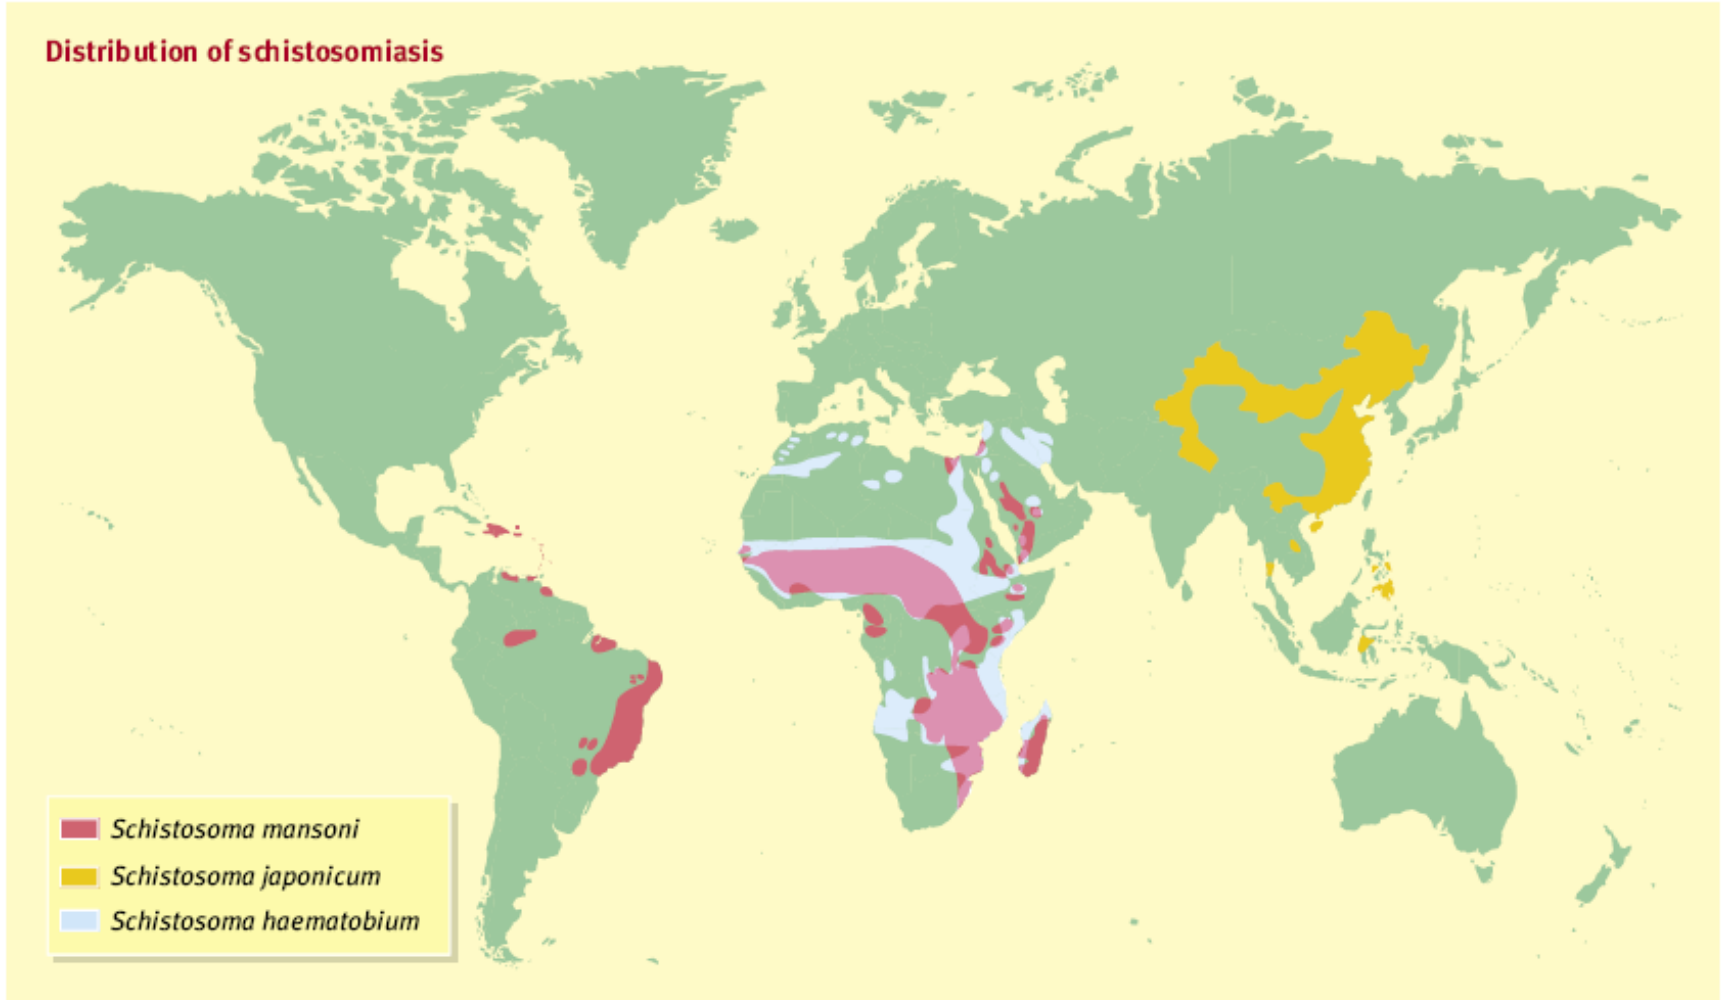 Distribution of schistosomiasis
Schistosoma mansoni
Schistosoma japonicum
Schistosoma haematobium